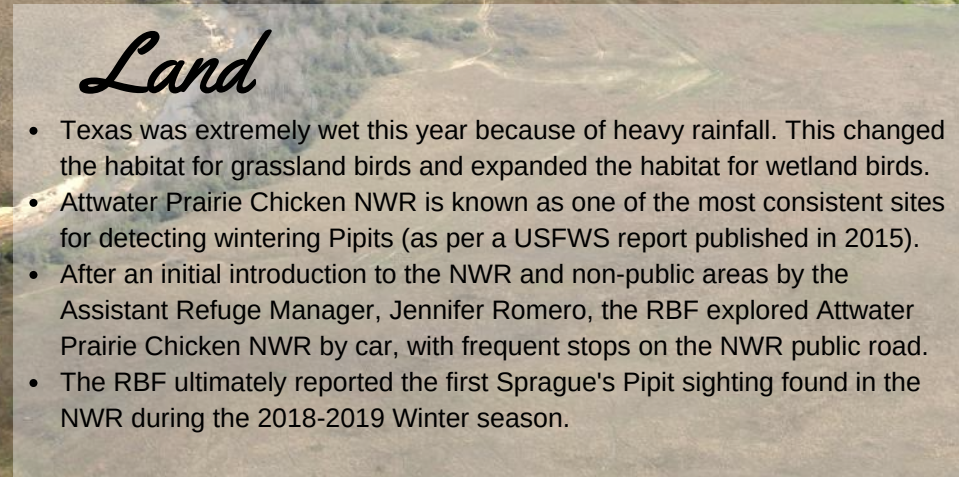 Land
• Texas was extremely wet this year because of heavy rainfall. This changed
the habitat for grassland birds and expanded the habitat for wetland birds.
• Attwater Prairie Chicken NWR is known as one of the most consistent sites
for detecting wintering Pipits (as per a USFWS report published in 2015).
• After an initial introduction to the NWR and non-public areas by the
Assistant Refuge Manager, Jennifer Romero, the RBF explored Attwater
Prairie Chicken NWR by car, with frequent stops on the NWR public road.
• The RBF ultimately reported the first Sprague's Pipit sighting found in the
NWR during the 2018-2019 Winter season.